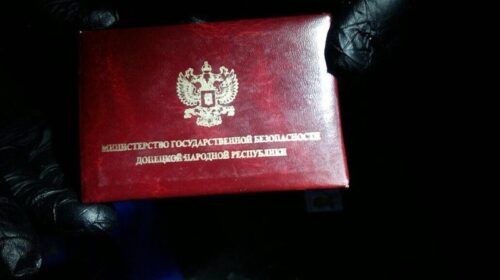 МИНИСТЕРСТВО ГОСУДАРСТВЕННОЙ БЕЗОПАСНОСТИ
ДОНЕЦКОЙ НАРОДНОЙ РЕСПУБЛИКИ